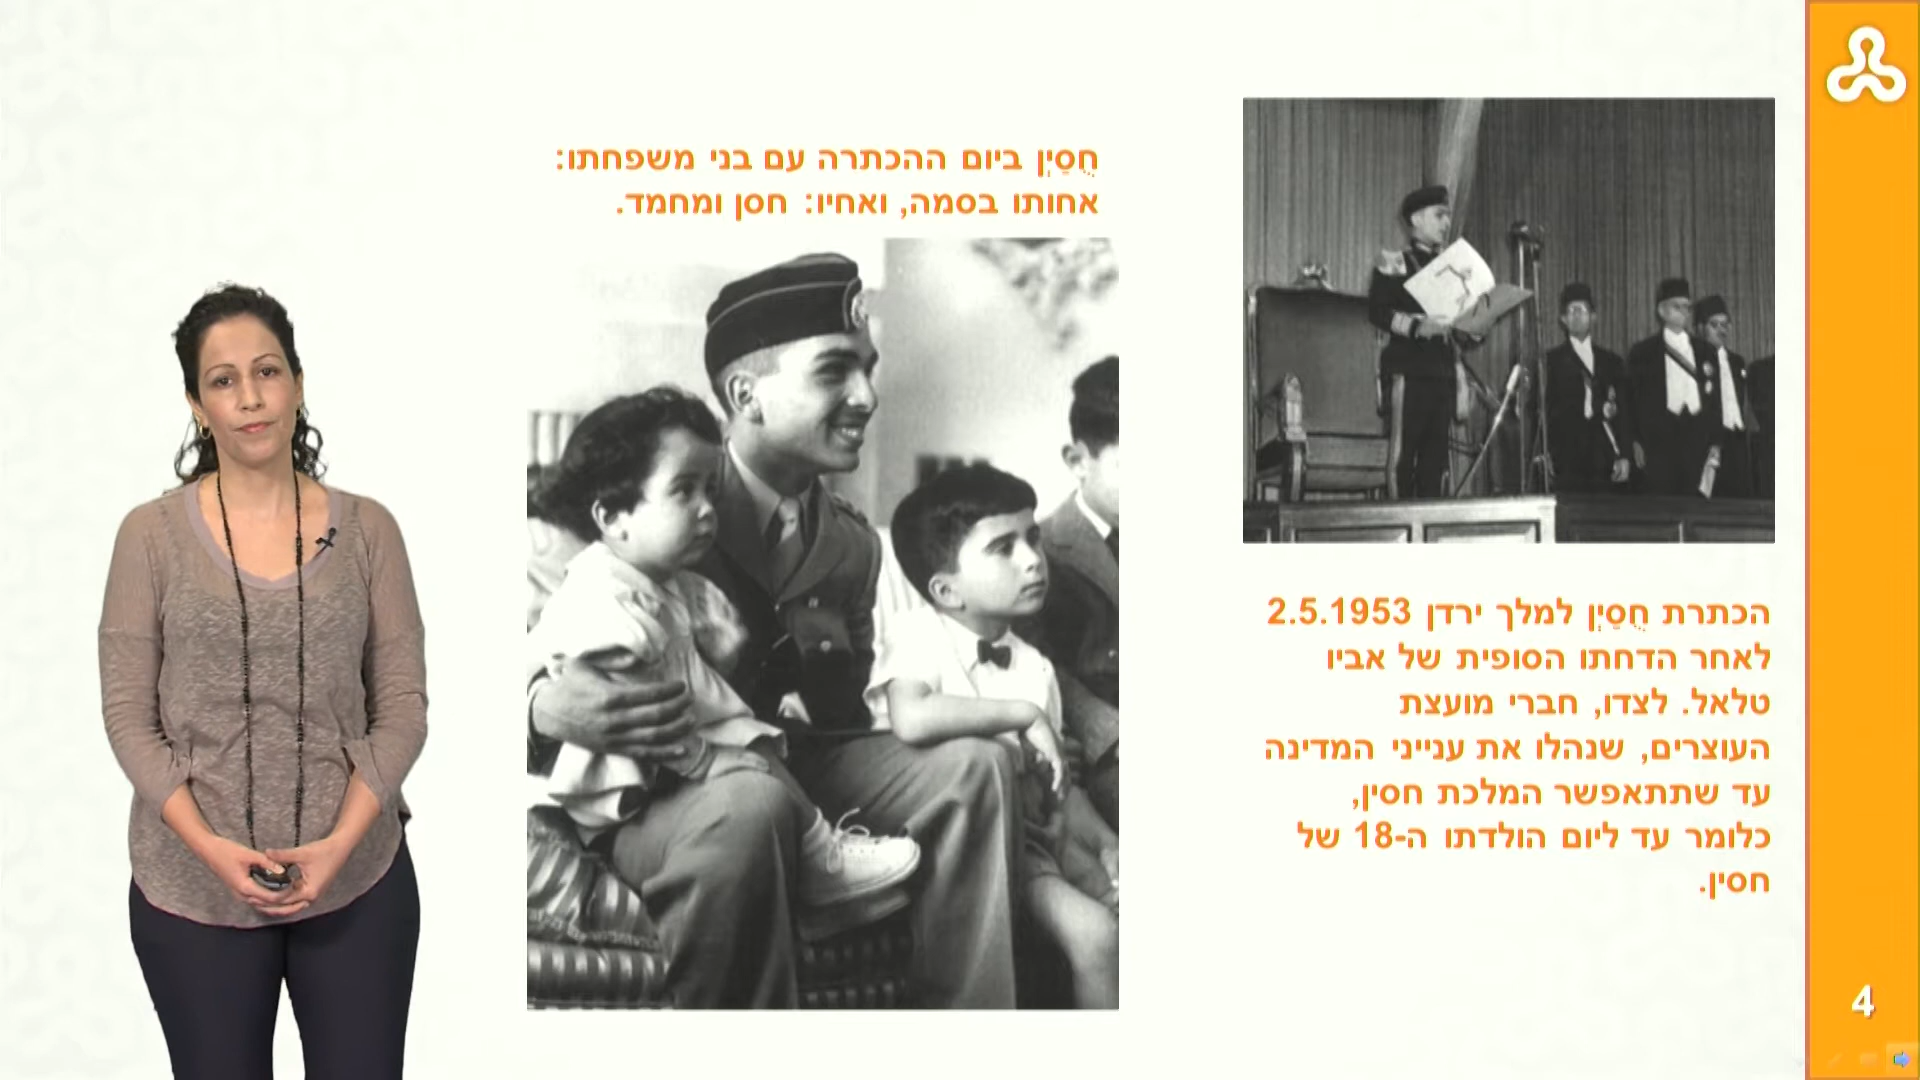 חֻסַיְן ביום ההכתרה עם בני משפחתו:
אחותו בסמה, ואחיו: חסן ומחמד.
הכתרת חֻסַיְן למלך ירדן 2.5.1953
לאחר הדחתו הסופית של אביו
טלאל. לצדו, חברי מועצת
העוצרים, שנהלו את ענייני המדינה
עד שתתאפשר המלכת חסין,
כלומר עד ליום הולדתו ה-18 של
חסין.
4